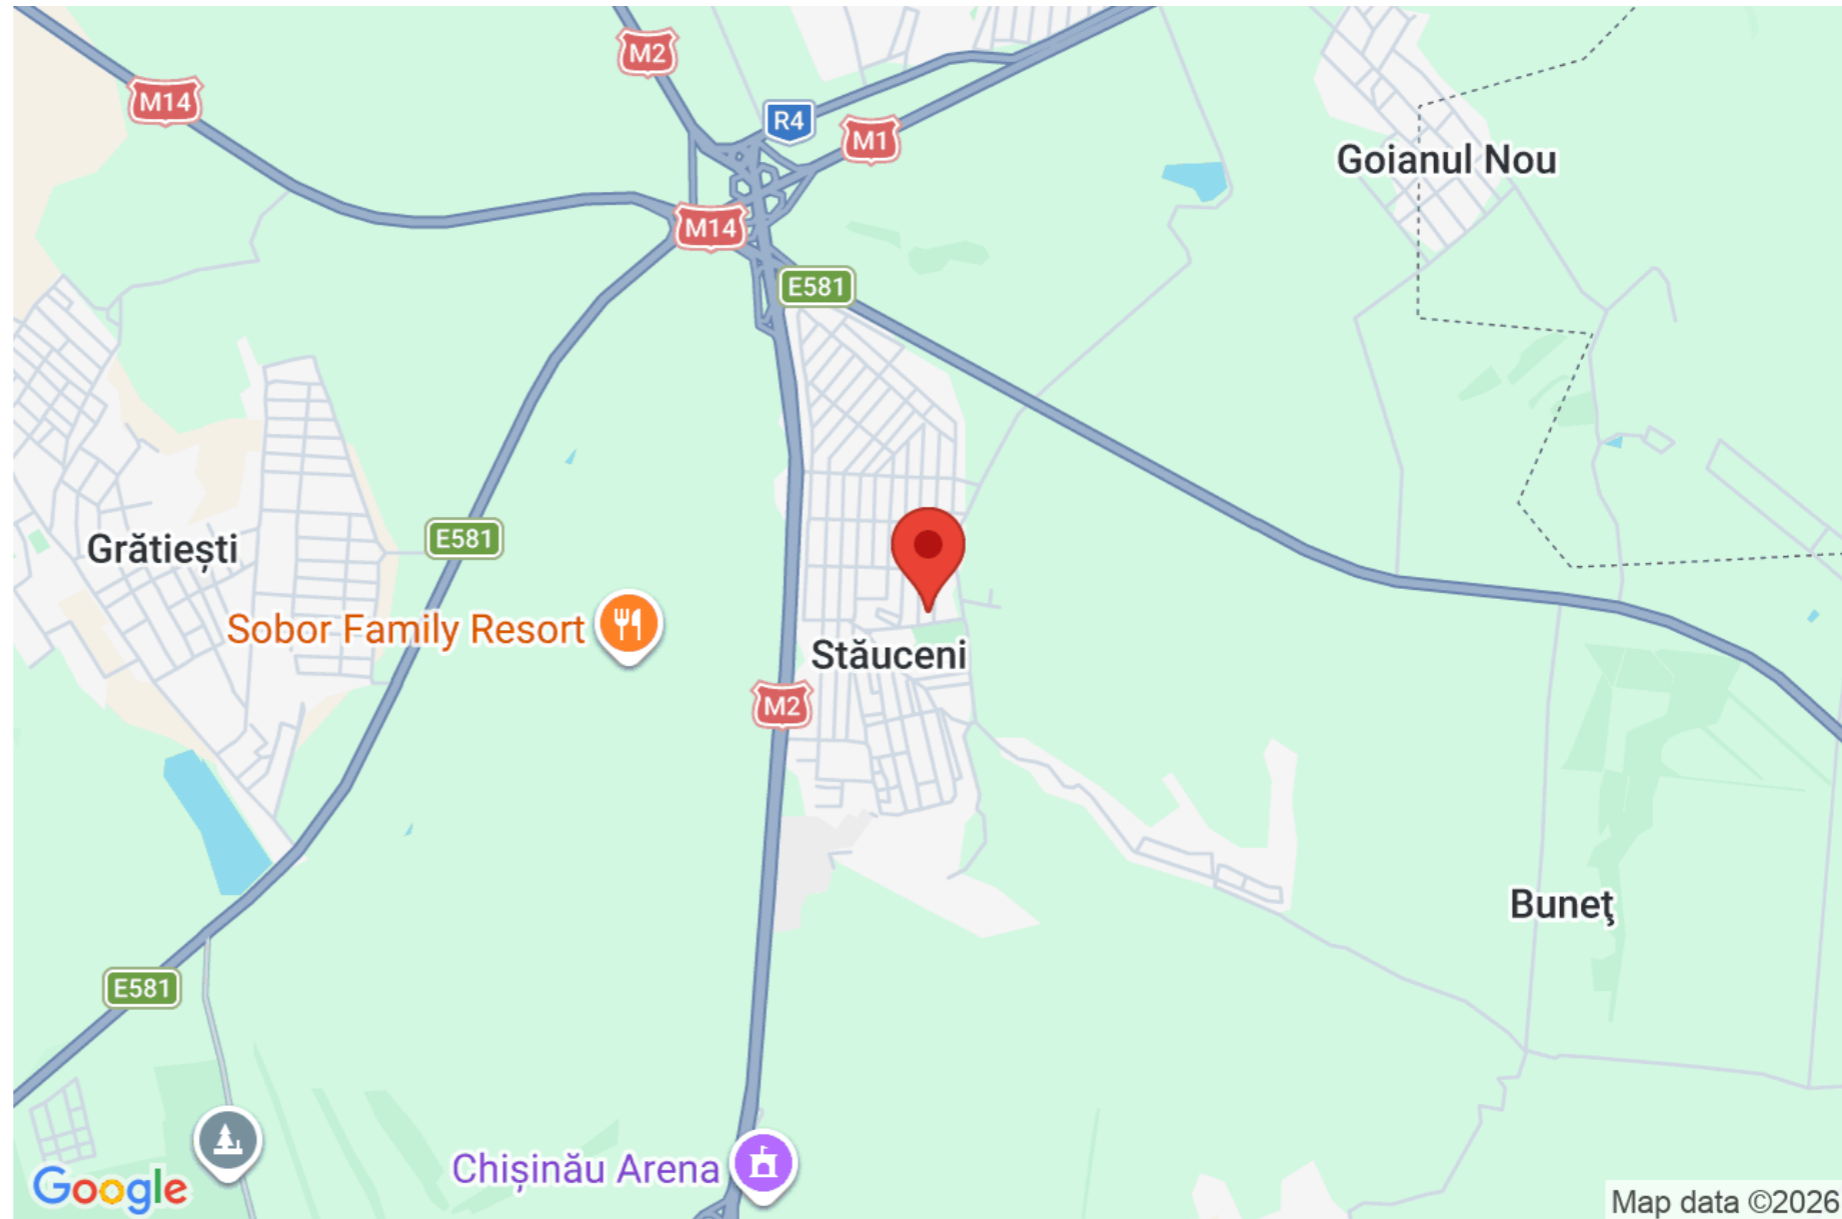 M2
M14
R4
M1
Goianul Nou
M14
E581
Grătiești
E581
Sobor Family Resort
Stăuceni
M2
Buneţ
E581
Chișinău Arena
Google
Map data ©2026